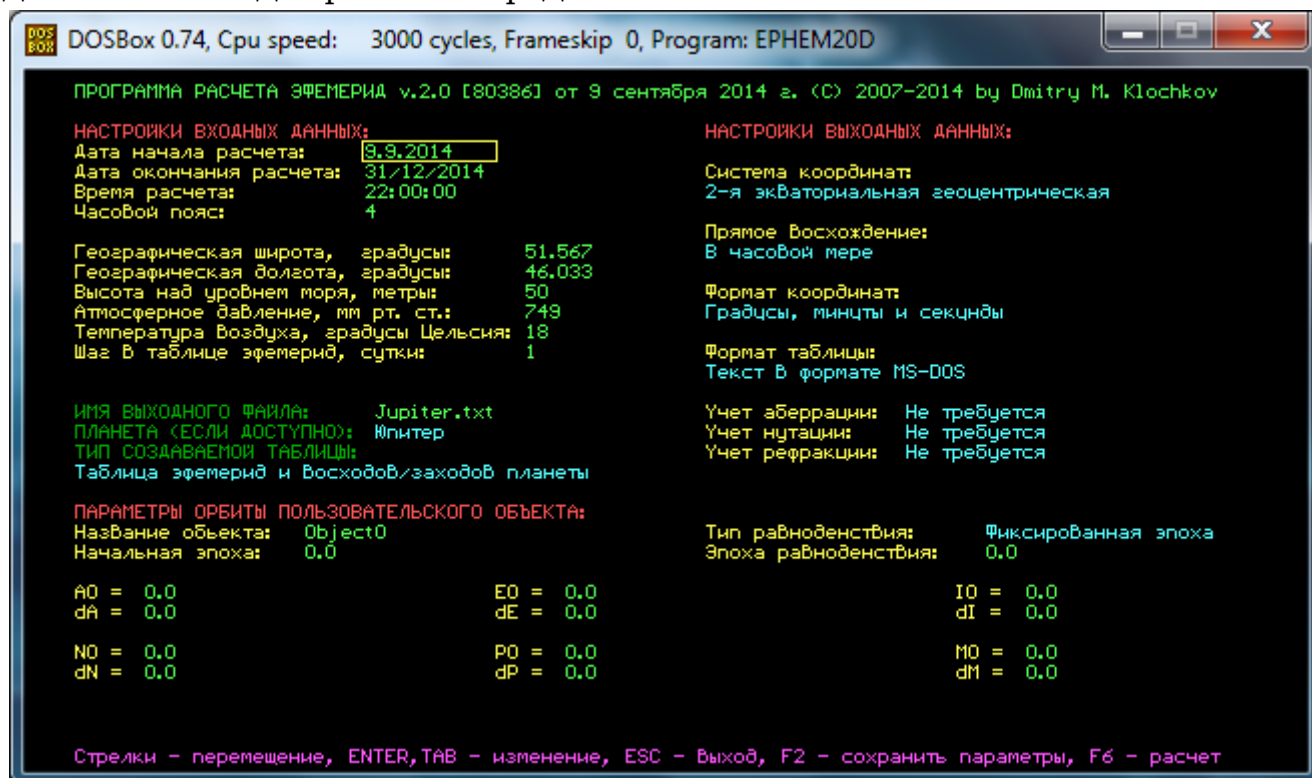 DOSBox 0.74, Cpu speed: 3000 cycles, Frameskip 0, Program: EPHEM20D
ПРОГРАММА РАСЧЕТА ЭФЕМЕРИД v.2.0 [80386] от 9 сентября 2014 г. (C) 2007-2014 by Dmitry M. Klochkov
НАСТРОЙКИ ВХОДНЫХ ДАННЫХ:
Дата начала расчета: 9.9.2014
Дата окончания расчета: 31/12/2014
Время расчета: 22:00:00
Часовой пояс: 4
Географическая широта, градусы: 51.567
Географическая долгота, градусы: 46.033
Высота над уровнем моря, метры: 50
Атмосферное давление, мм рт. ст.: 749
Температура воздуха, градусы Цельсия: 18
Шаг в таблице эфемерид, сутки: 1
ИМЯ ВЫХОДНОГО ФАЙЛА: Jupiter.txt
ПЛАНЕТА (ЕСЛИ ДОСТУПНО): Юпитер
ТИП СОЗДАВАЕМОЙ ТАБЛИЦЫ:
Таблица эфемерид и восходов/заходов планеты
НАСТРОЙКИ ВЫХОДНЫХ ДАННЫХ:
Система координат:
2-я экваториальная геоцентрическая
Прямое восхождение:
В часовой мере
Формат координат:
Градусы, минуты и секунды
Формат таблицы:
Текст в формате MS-DOS
Учет аберрации: Не требуется
Учет нутации: Не требуется
Учет рефракции: Не требуется
ПАРАМЕТРЫ ОРБИТЫ ПОЛЬЗОВАТЕЛЬСКОГО ОБЪЕКТА:
Название объекта: Object0
Начальная эпоха: 0.0
Тип равноденствия: Фиксированная эпоха
Эпоха равноденствия: 0.0
A0 = 0.0 E0 = 0.0 I0 = 0.0
dA = 0.0 dE = 0.0 dI = 0.0
N0 = 0.0 P0 = 0.0 M0 = 0.0
dN = 0.0 dP = 0.0 dM = 0.0
Стрелки - перемещение, ENTER,TAB - изменение, ESC - Выход, F2 - сохранить параметры, F6 - расчет